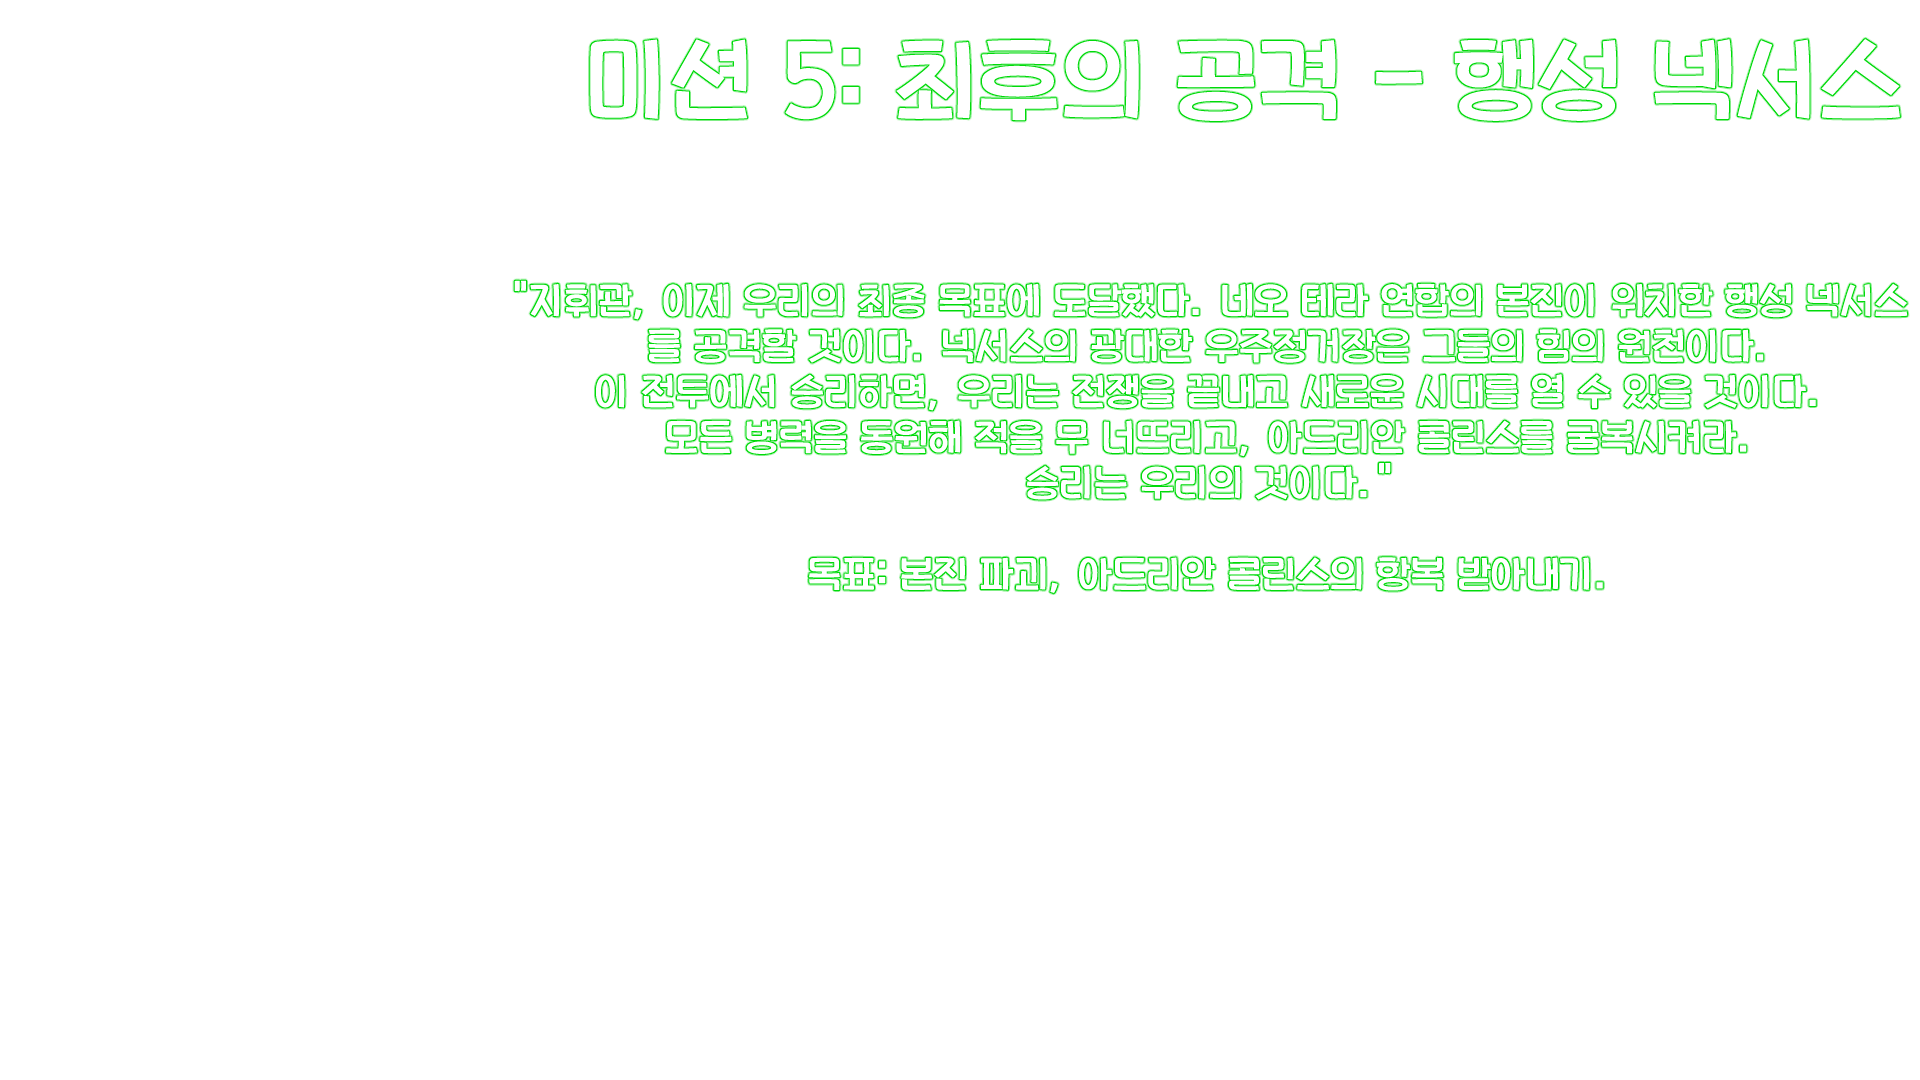 미션 5: 최후의 공격 - 행성 넥서스
"지휘관, 이제 우리의 최종 목표에 도달했다. 네오 테라 연합의 본진이 위치한 행성 넥서스
를 공격할 것이다. 넥서스의 광대한 우주정거장은 그들의 힘의 원천이다.
이 전투에서 승리하면, 우리는 전쟁을 끝내고 새로운 시대를 열 수 있을 것이다.
모든 병력을 동원해 적을 무 너뜨리고, 아드리안 콜린스를 굴복시켜라.
승리는 우리의 것이다."
목표: 본진 파괴, 아드리안 콜린스의 항복 받아내기.